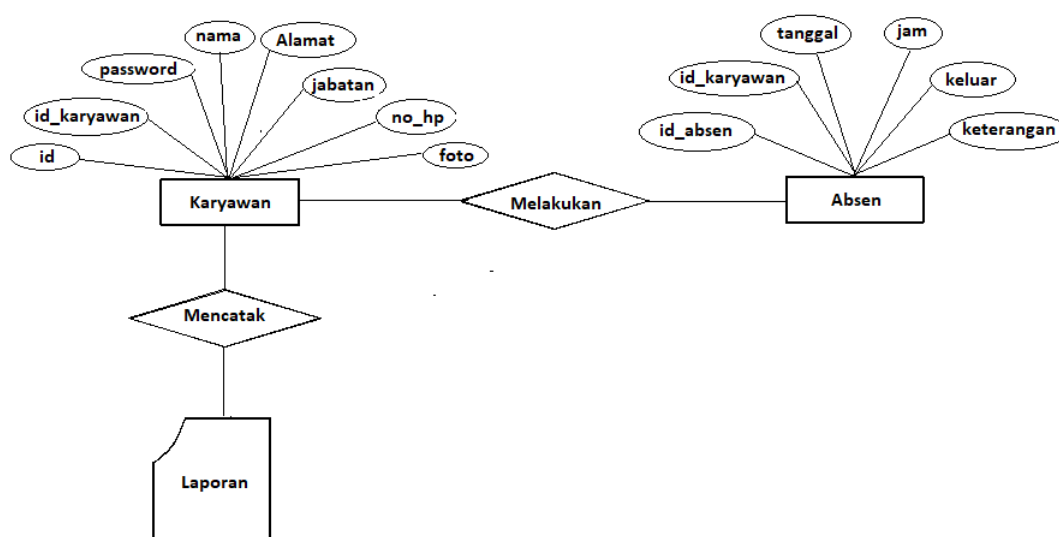 nama
Alamat
password
jabatan
id_karyawan
no_hp
id
foto
tanggal
jam
id_karyawan
keluar
id_absen
keterangan
Karyawan
Melakukan
Absen
Mencatak
Laporan